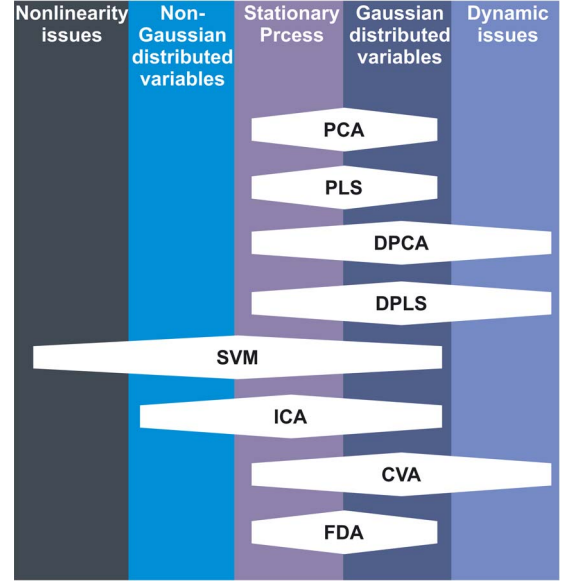 Nonlinearity
issues
Non-
Gaussian
distributed
variables
Stationary
Prcess
Gaussian
distributed
variables
Dynamic
issues
PCA
PLS
DPCA
DPLS
SVM
ICA
CVA
FDA